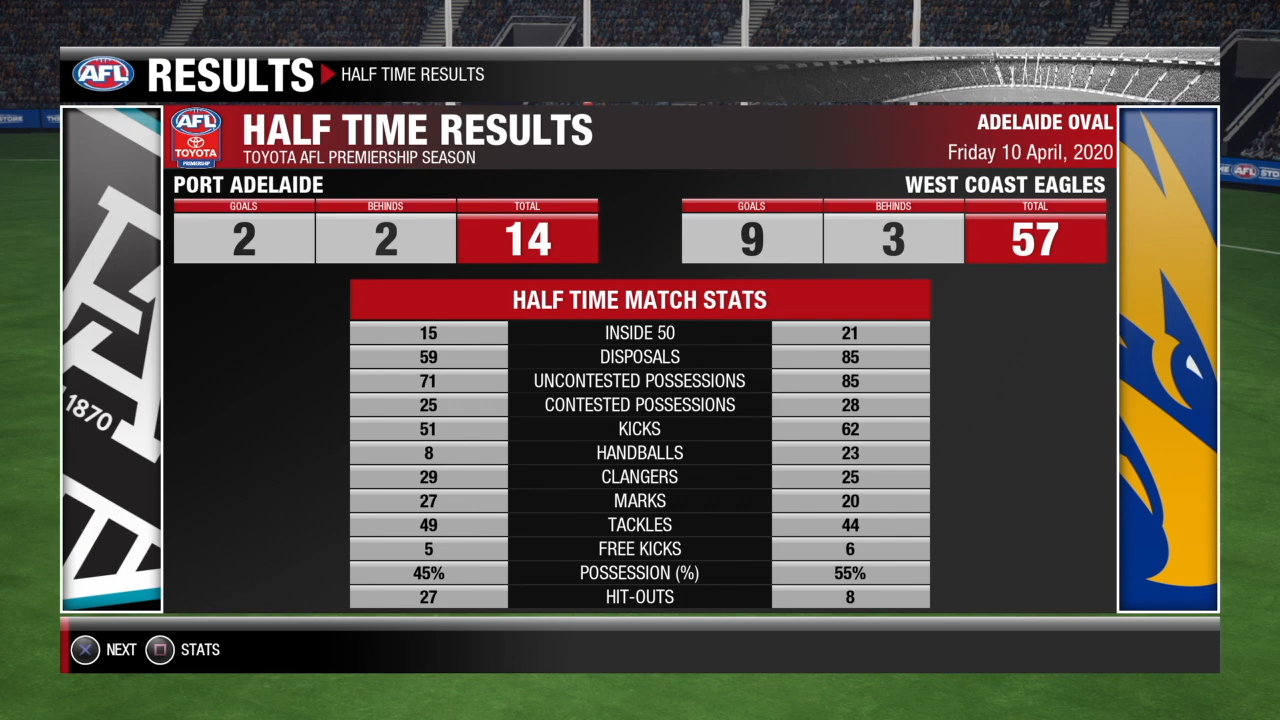 AFL RESULTS HALF TIME RESULTS
AFL
TOYOTA
PREMIERSHIP
HALF TIME RESULTS
TOYOTA AFL PREMIERSHIP SEASON
ADELAIDE OVAL
Friday 10 April, 2020
PORT ADELAIDE
WEST COAST EAGLES
GOALS BEHINDS TOTAL GOALS BEHINDS TOTAL
2 2 14 9 3 57
HALF TIME MATCH STATS
15 INSIDE 50 21
59 DISPOSALS 85
71 UNCONTESTED POSSESSIONS 85
25 CONTESTED POSSESSIONS 28
51 KICKS 62
8 HANDBALLS 23
29 CLANGERS 25
27 MARKS 20
49 TACKLES 44
5 FREE KICKS 6
45% POSSESSION (%) 55%
27 HIT-OUTS 8
1870
NEXT STATS